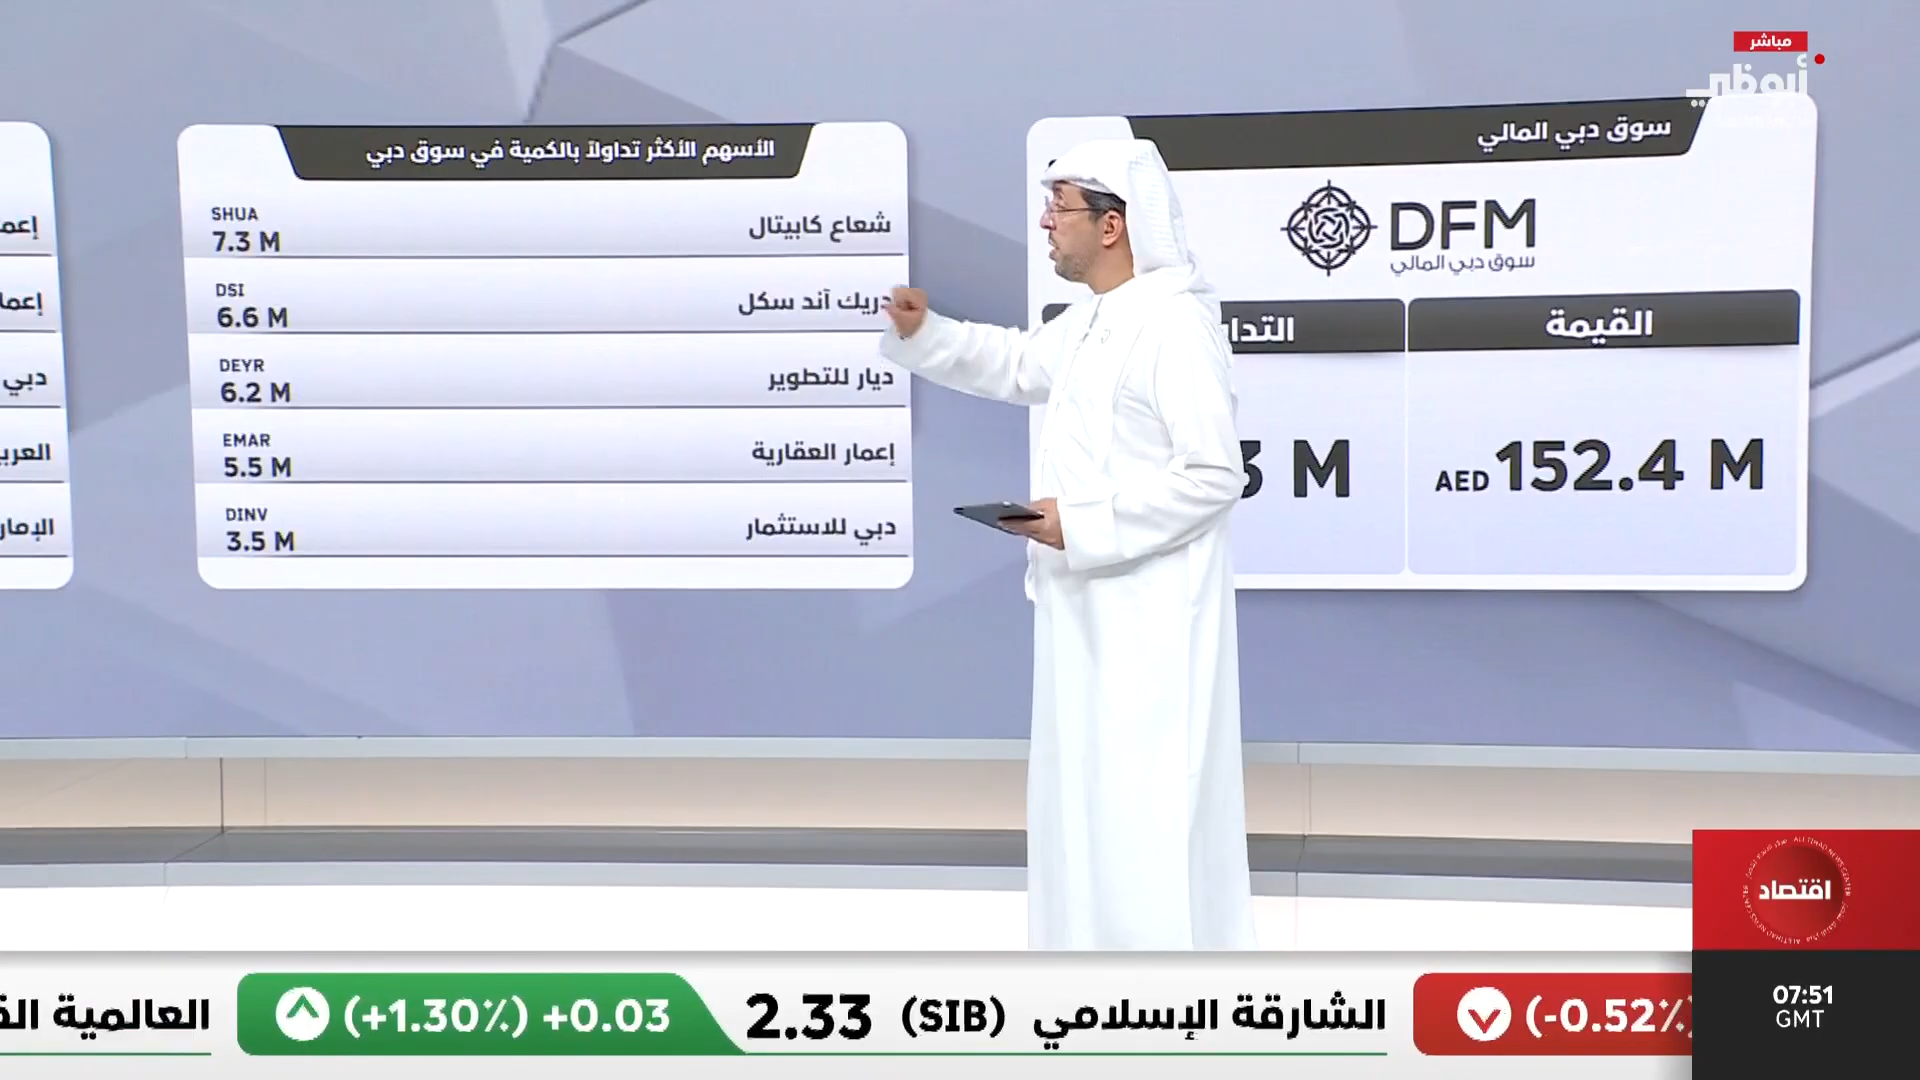 مباشر
أبوظبي
سوق دبي المالي
DFM
سوق دبي المالي
القيمة
AED 152.4 M
3 M
الأسهم الأكثر تداولاً بالكمية في سوق دبي
شعاع كابيتال
SHUA
7.3 M
دريك آند سكل
DSI
6.6 M
ديار للتطوير
DEYR
6.2 M
إعمار العقارية
EMAR
5.5 M
دبي للاستثمار
DINV
3.5 M
دبي
اقتصاد
(-0.52٪)
الشارقة الإسلامي (SIB) 2.33
+0.03 (+1.30٪)
العالمية
07:51
GMT